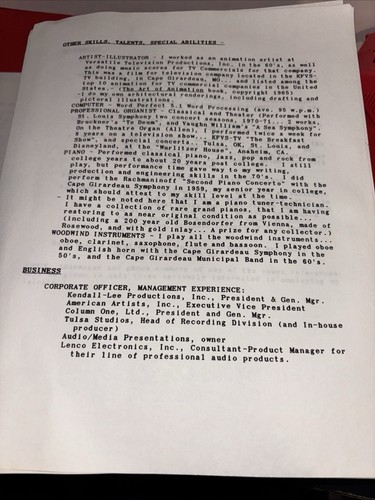 OTHER SKILLS, TALENTS, SPECIAL ABILITIES -
ARTIST-ILLUSTRATOR - I worked as an animation artist at
Versatile Television Productions, Inc. in the 60's, as well
as doing music scores for TV Commercials for that company.
This was a film for television company located in the KFVS-
TV building, in Cape Girardeau, MO... and listed among the
top 10 animation for TV commercial companies in the United
States.- (The Art of Animation book, copyright 1965)
-I do my own architectural renderings, including drafting and
pictorial illustrations.
COMPUTER - Word Perfect 5.1 Word Processing (ave. 95 w.p.m.)
PROFESSIONAL ORGANIST - Classical and Theater (Performed with
St. Louis Symphony two concert seasons, 1970-71... works,
Bruckner's "Te Deum", and Vaughn William's "A Sea Symphony".
On the Theatre Organ (Allen), I performed twice a week for
years on a television show... KFVS-TV "The Breakfast
Show", and special concerts.. Tulsa, OK, St. Louis, and
Disneyland, at the "Wurlitzer House" in Anaheim, CA.
PIANO - Performed classical piano, Jazz, pop and rock from
college years to about 20 years post college. I still
play, but performance time gave way to my writing,
production and engineering skills in the 70's. I did
perform the Rachmaninoff "Second Piano Concerto" with the
Cape Girardeau Symphony in 1959, my senior year in college,
which should attest to my skill level at the time.
- It might be noted here that I am a piano tuner-technician.
I have a collection of rare grand pianos, that I am having
restoring to as near original condition as possible...
(including a 200 year old Bosendorfer from Vienna, made of
Rosewood, and with gold inlay... A prize for any collector.)
WOODWIND INSTRUMENTS - I play all the woodwind instruments...
oboe, clarinet, saxophone, flute and bassoon. I played oboe
and English horn with the Cape Girardeau Symphony in the
50's, and the Cape Girardeau Municipal Band in the 60's.
BUSINESS
CORPORATE OFFICER, MANAGEMENT EXPERIENCE:
Kendall-Lee Productions, Inc., President & Gen. Mgr.
American Artists, Inc., Executive Vice President
Column One, Ltd., President and Gen. Mgr.
Tulsa Studios, Head of Recording Division (and In-house
producer)
Audio/Media Presentations, owner
Lenco Electronics, Inc., Consultant-Product Manager for
their line of professional audio products.